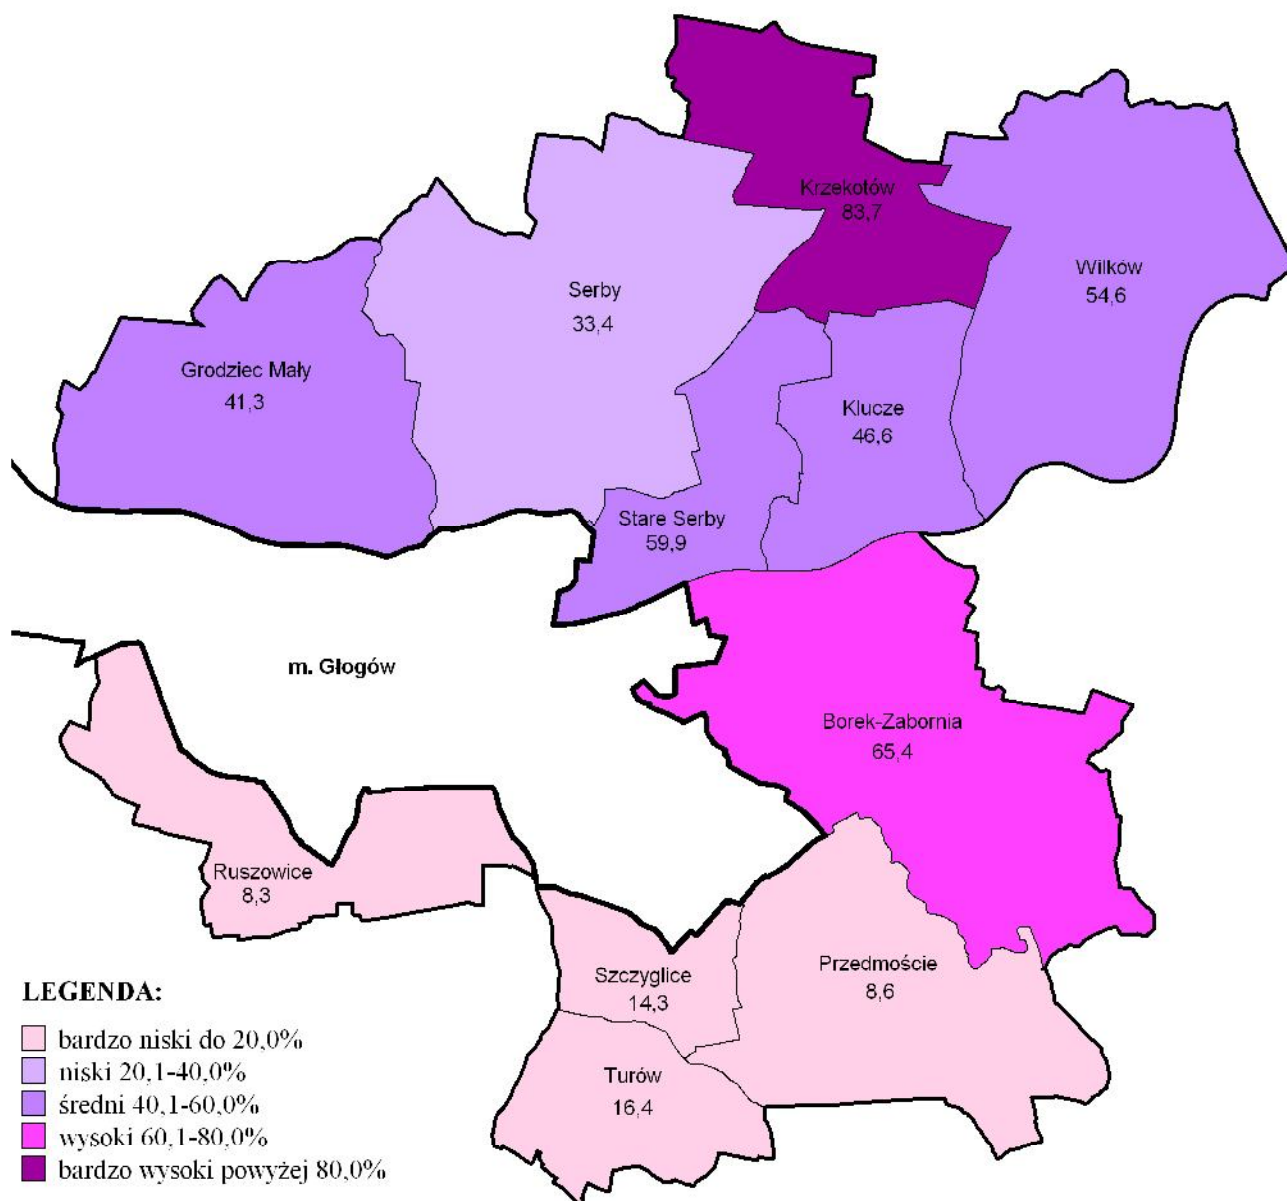 Krzekotów
83,7
Wilków
54,6
Serby
33,4
Grodziec Mały
41,3
Klucze
46,6
Stare Serby
59,9
m. Głogów
Borek-Zabornia
65,4
Ruszowice
8,3
Szczyglice
14,3
Przedmoście
8,6
Turów
16,4
LEGENDA:
bardzo niski do 20,0%
niski 20,1-40,0%
średni 40,1-60,0%
wysoki 60,1-80,0%
bardzo wysoki powyżej 80,0%